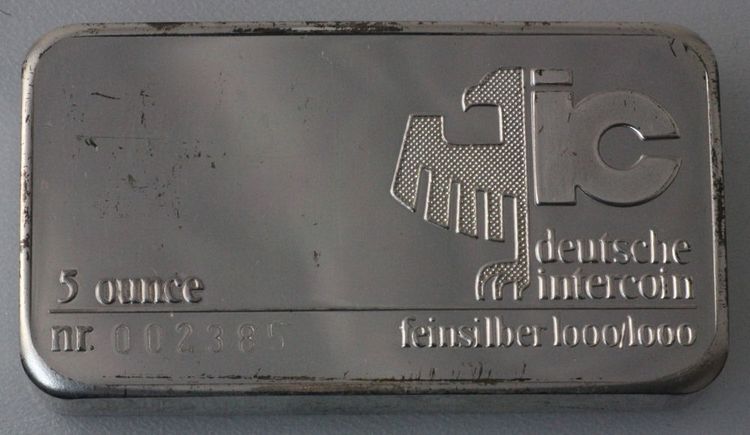 ic
deutsche
intercoin
5 ounce
nr. 002385
feinsilber 1000/1000